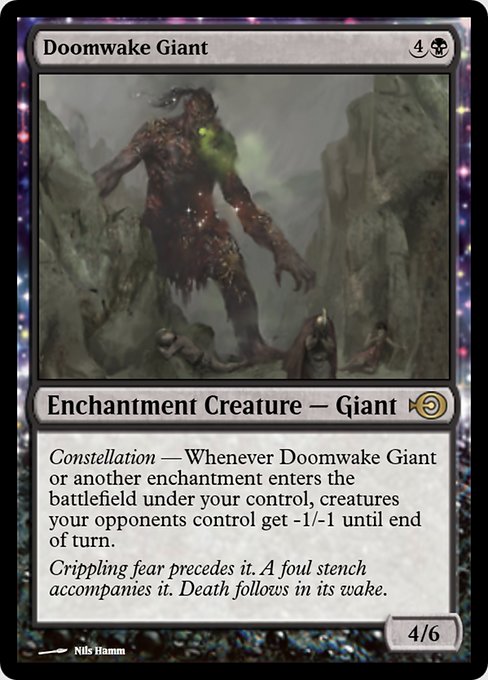 Doomwake Giant 4
Enchantment Creature — Giant
Constellation — Whenever Doomwake Giant
or another enchantment enters the
battlefield under your control, creatures
your opponents control get -1/-1 until end
of turn.
Crippling fear precedes it. A foul stench
accompanies it. Death follows in its wake.
4/6
Nils Hamm